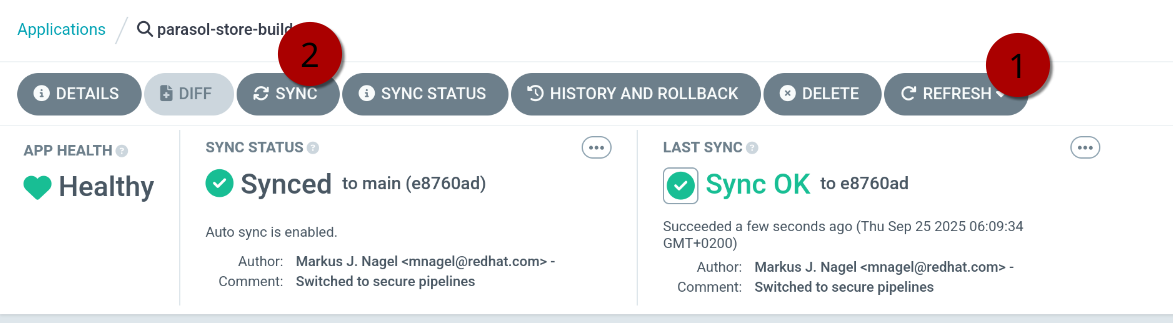 Applications / parasol-store-build
2
1
DETAILS DIFF SYNC SYNC STATUS HISTORY AND ROLLBACK DELETE REFRESH
APP HEALTH ?
Healthy
SYNC STATUS ?
Synced to main (e8760ad)
Auto sync is enabled.
Author: Markus J. Nagel <mnagel@redhat.com> -
Comment: Switched to secure pipelines
LAST SYNC ?
Sync OK to e8760ad
Succeeded a few seconds ago (Thu Sep 25 2025 06:09:34
GMT+0200)
Author: Markus J. Nagel <mnagel@redhat.com> -
Comment: Switched to secure pipelines